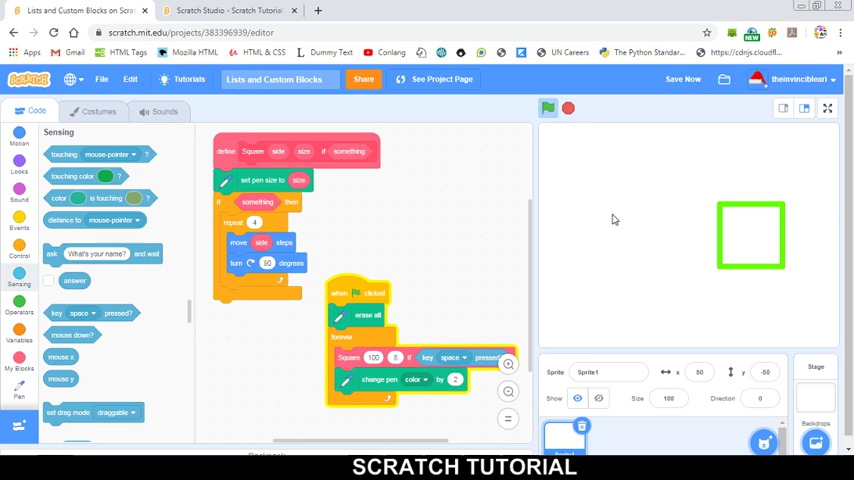 Lists and Custom Blocks on Scrat
Scratch Studio - Scratch Tutorial
scratch.mit.edu/projects/383396939/editor
Apps
Gmail
HTML Tags
Mozilla HTML
HTML & CSS
Dummy Text
Conlang
UN Careers
The Python Standar...
https://cdnjs.cloudfl...
NEW
SCRATCH
File
Edit
Tutorials
Lists and Custom Blocks
Share
See Project Page
Save Now
theinvincibleari
Code
Costumes
Sounds
Motion
Looks
Sound
Events
Control
Sensing
Operators
Variables
My Blocks
Pen
Sensing
touching mouse-pointer ?
touching color ?
color is touching ?
distance to mouse-pointer
ask What's your name? and wait
answer
key space pressed?
mouse down?
mouse x
mouse y
set drag mode draggable
define Square side size if something
set pen size to size
if something then
repeat 4
move side steps
turn 90 degrees
when clicked
erase all
forever
Square 100 8 if key space pressed?
change pen color by 2
Sprite Sprite1
x 50
y -50
Show
Size 100
Direction 0
Stage
Backdrops
SCRATCH TUTORIAL